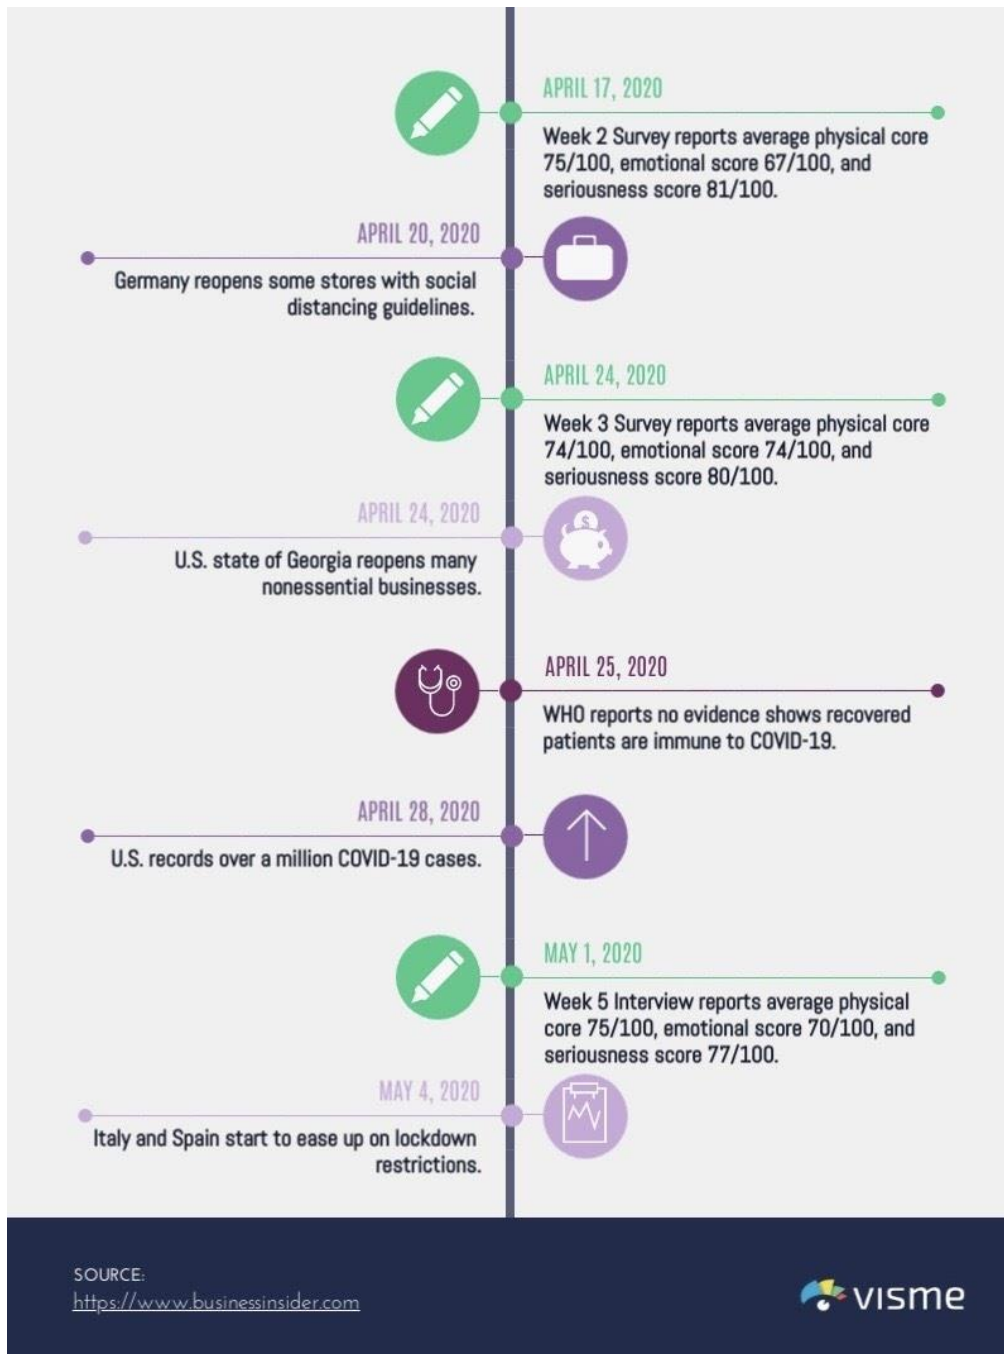 APRIL 17, 2020
Week 2 Survey reports average physical core
75/100, emotional score 67/100, and
seriousness score 81/100.
APRIL 20, 2020
Germany reopens some stores with social
distancing guidelines.
APRIL 24, 2020
Week 3 Survey reports average physical core
74/100, emotional score 74/100, and
seriousness score 80/100.
APRIL 24, 2020
$
U.S. state of Georgia reopens many
nonessential businesses.
APRIL 25, 2020
WHO reports no evidence shows recovered
patients are immune to COVID-19.
APRIL 28, 2020
U.S. records over a million COVID-19 cases.
MAY 1, 2020
Week 5 Interview reports average physical
core 75/100, emotional score 70/100, and
seriousness score 77/100.
MAY 4, 2020
Italy and Spain start to ease up on lockdown
restrictions.
SOURCE:
https://www.businessinsider.com
visme